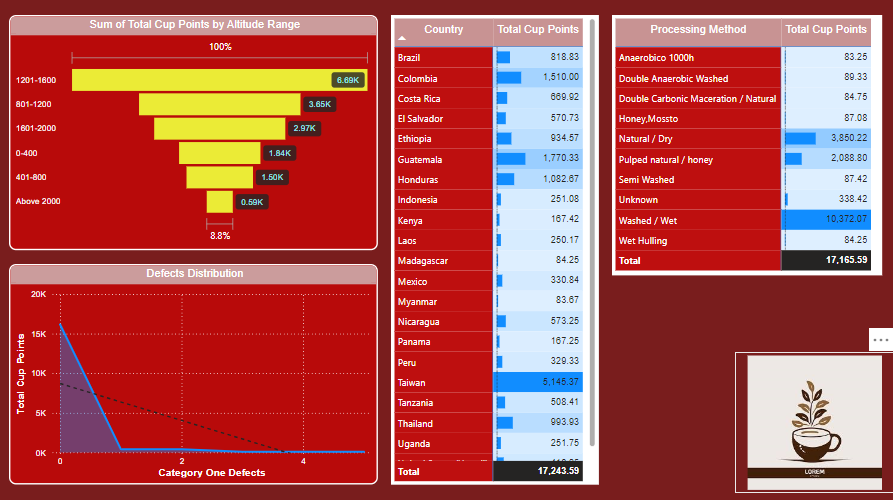 Sum of Total Cup Points by Altitude Range
100%
1201-1600 6.69K
801-1200 3.65K
1601-2000 2.97K
0-400 1.84K
401-800 1.50K
Above 2000 0.59K
8.8%
Defects Distribution
20K
15K
10K
5K
0K
Total Cup Points
0 2 4
Category One Defects
Country Total Cup Points
Brazil 818.83
Colombia 1,510.00
Costa Rica 669.92
El Salvador 570.73
Ethiopia 934.57
Guatemala 1,770.33
Honduras 1,082.67
Indonesia 251.08
Kenya 167.42
Laos 250.17
Madagascar 84.25
Mexico 330.84
Myanmar 83.67
Nicaragua 573.25
Panama 167.25
Peru 329.33
Taiwan 5,145.37
Tanzania 508.41
Thailand 993.93
Uganda 251.75
Total 17,243.59
Processing Method Total Cup Points
Anaerobico 1000h 83.25
Double Anaerobic Washed 89.33
Double Carbonic Maceration / Natural 84.75
Honey,Mossto 87.08
Natural / Dry 3,850.22
Pulped natural / honey 2,088.80
Semi Washed 87.42
Unknown 338.42
Washed / Wet 10,372.07
Wet Hulling 84.25
Total 17,165.59
LOREM